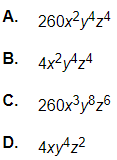 A. 260x²y⁴z⁴
B. 4x²y⁴z⁴
C. 260x³y⁸z⁶
D. 4xy⁴z²